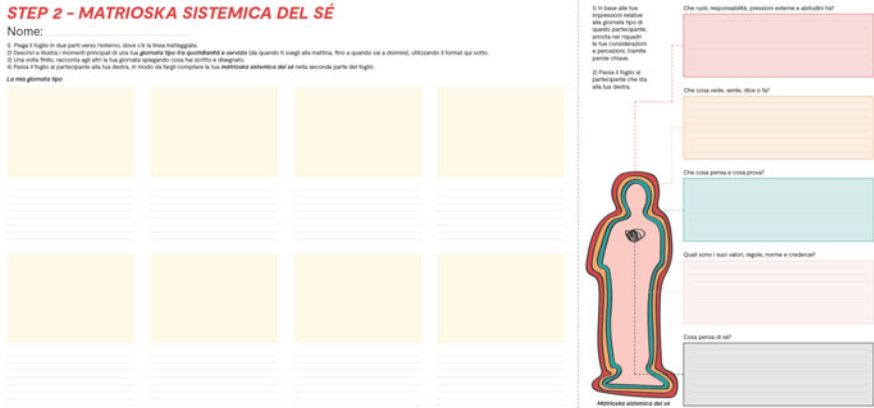 STEP 2 - MATRIOSKA SISTEMICA DEL SÉ
Nome:
1) Piega il foglio in due parti verso l'esterno, dove c'è la linea tratteggiata.
2) Descrivi e illustra i momenti principali di una tua giornata tipo tra quotidianità e servizio (da quando ti svegli alla mattina, fino a quando vai a dormire), utilizzando il format qui sotto.
3) Una volta finito, racconta agli altri la tua giornata spiegando cosa hai scritto e disegnato.
4) Passa il foglio al partecipante alla tua destra, in modo da fargli compilare la tua matrioska sistemica del sé nella seconda parte del foglio.
La mia giornata tipo
1) In base alle tue
impressioni relative
alla giornata tipo di
questo partecipante,
annota nei riquadri
le tue considerazioni
e percezioni, tramite
parole chiave.
2) Passa il foglio al
partecipante che sta
alla tua destra.
Che ruoli, responsabilità, pressioni esterne e abitudini ha?
Che cosa vede, sente, dice o fa?
Che cosa pensa e cosa prova?
Quali sono i suoi valori, regole, norme e credenze?
Cosa pensa di sé?
Matrioska sistemica del sé